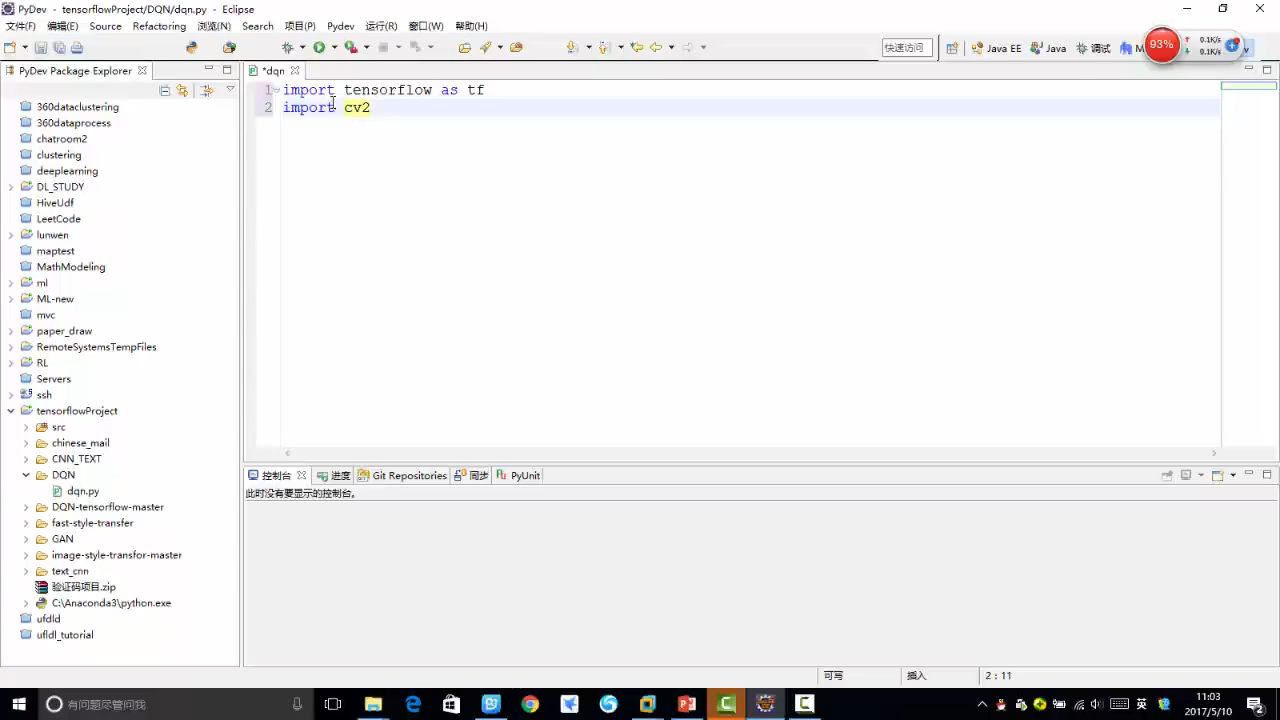 PyDev - tensorflowProject/DQN/dqn.py - Eclipse
文件(F) 编辑(E) Source Refactoring 浏览(N) Search 项目(P) Pydev 运行(R) 窗口(W) 帮助(H)
快速访问 Java EE Java 调试
93% 0.1K/s
0.1K/s
PyDev Package Explorer
*dqn
1 import tensorflow as tf
2 import cv2
360dataclustering
360dataprocess
chatroom2
clustering
deeplearning
DL_STUDY
HiveUdf
LeetCode
lunwen
maptest
MathModeling
ml
ML-new
mvc
paper_draw
RemoteSystemsTempFiles
RL
Servers
ssh
tensorflowProject
src
chinese_mail
CNN_TEXT
DQN
dqn.py
DQN-tensorflow-master
fast-style-transfer
GAN
image-style-transfor-master
text_cnn
验证码项目.zip
C:\Anaconda3\python.exe
ufdld
ufldl_tutorial
控制台 进度 Git Repositories 同步 PyUnit
此时没有要显示的控制台。
可写 插入 2 : 11
有问题尽管问我
英
11:03
2017/5/10